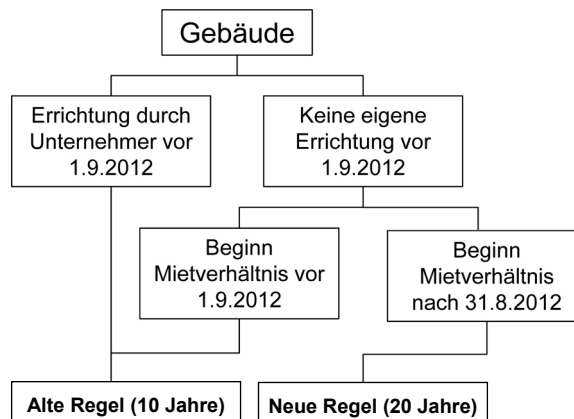 Gebäude
Errichtung durch
Unternehmer vor
1.9.2012
Keine eigene
Errichtung vor
1.9.2012
Beginn
Mietverhältnis vor
1.9.2012
Beginn
Mietverhältnis
nach 31.8.2012
Alte Regel (10 Jahre)
Neue Regel (20 Jahre)